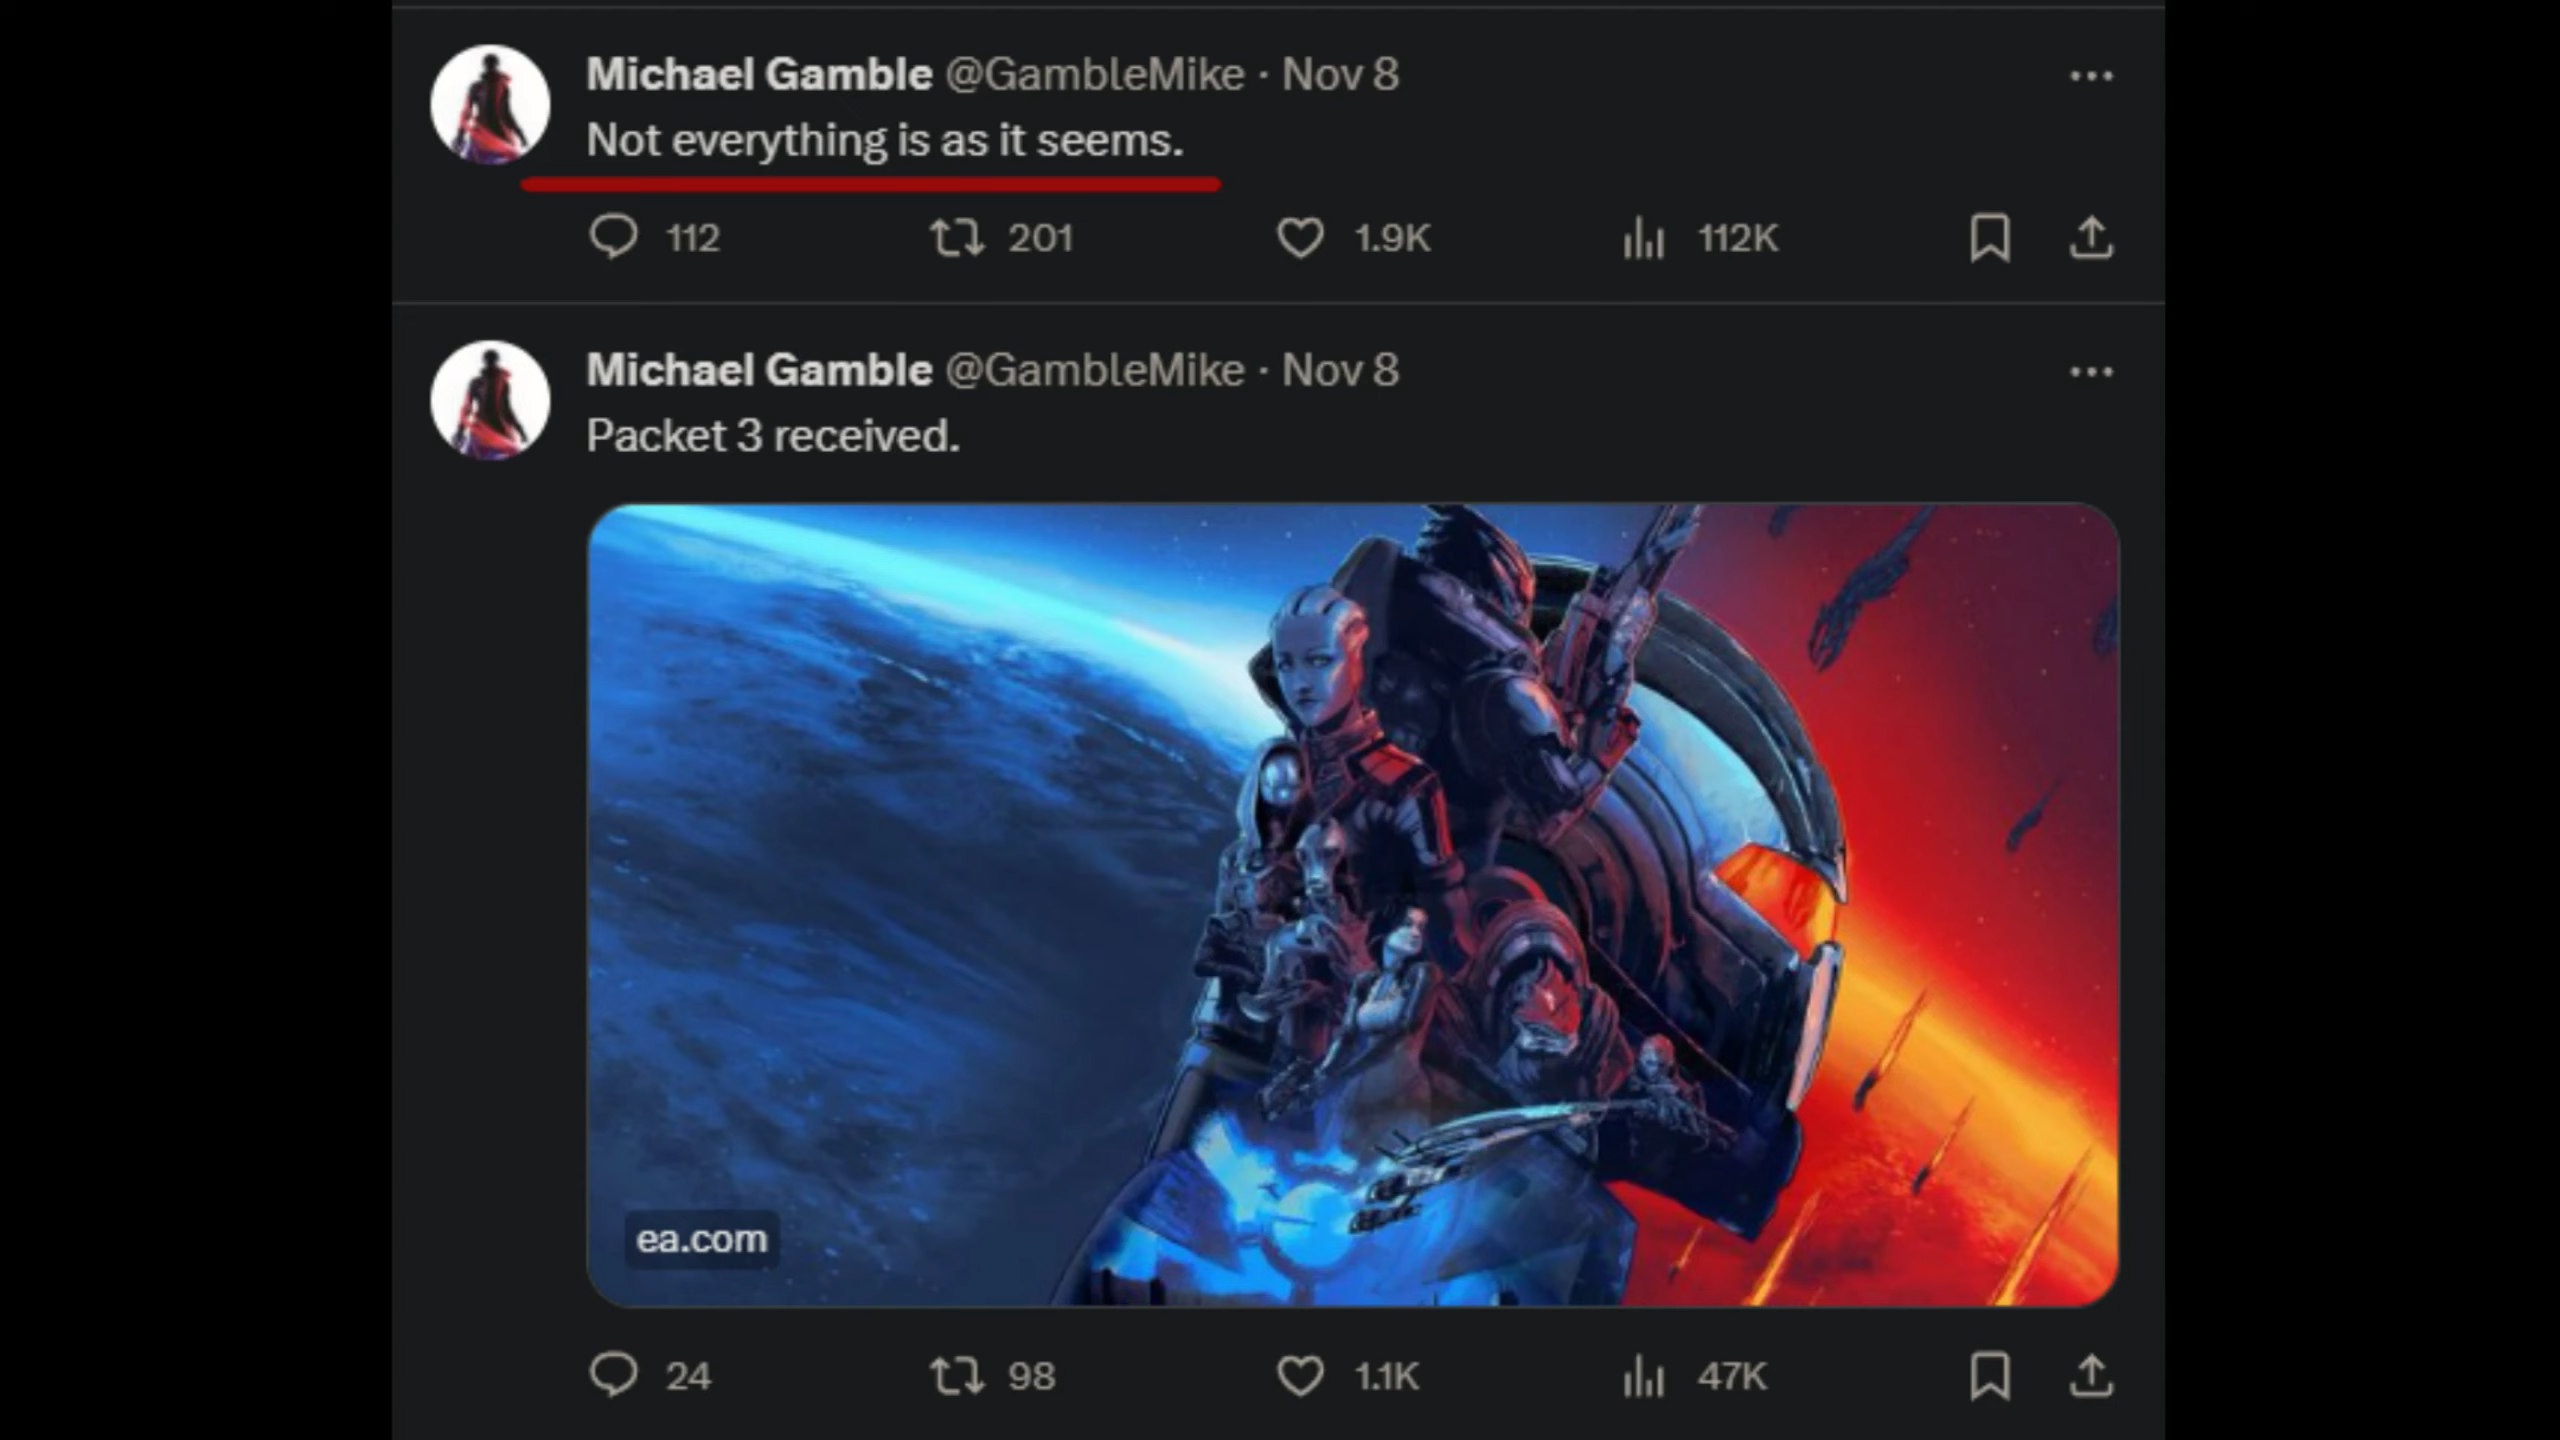 Michael Gamble @GambleMike · Nov 8
Not everything is as it seems.
112 201 1.9K 112K
Michael Gamble @GambleMike · Nov 8
Packet 3 received.
ea.com
24 98 1.1K 47K